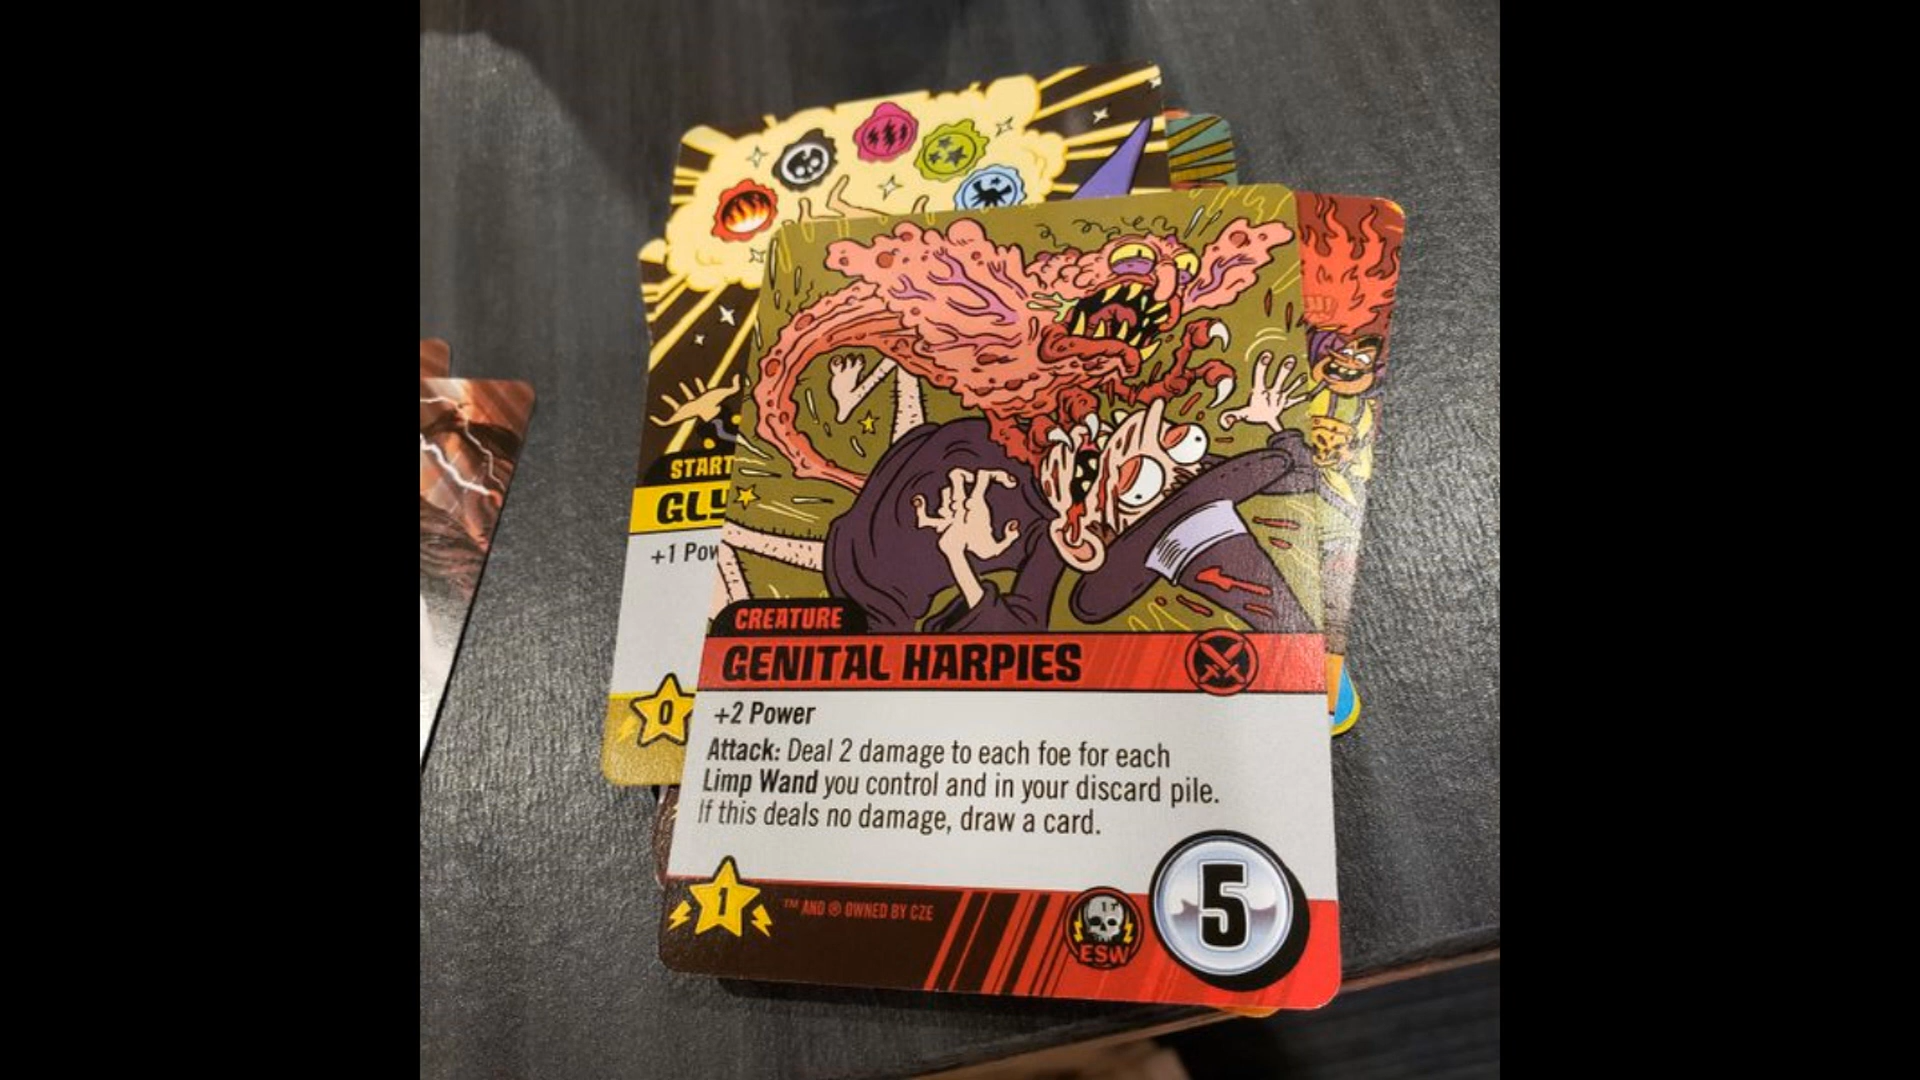 START
GLY
+1 Pow
0
CREATURE
GENITAL HARPIES
+2 Power
Attack: Deal 2 damage to each foe for each
Limp Wand you control and in your discard pile.
If this deals no damage, draw a card.
1
™ AND ® OWNED BY CZE
ESW
5